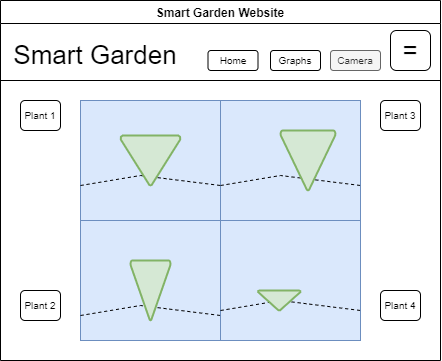 Smart Garden Website
Smart Garden
Home
Graphs
Camera
=
Plant 1
Plant 3
Plant 2
Plant 4